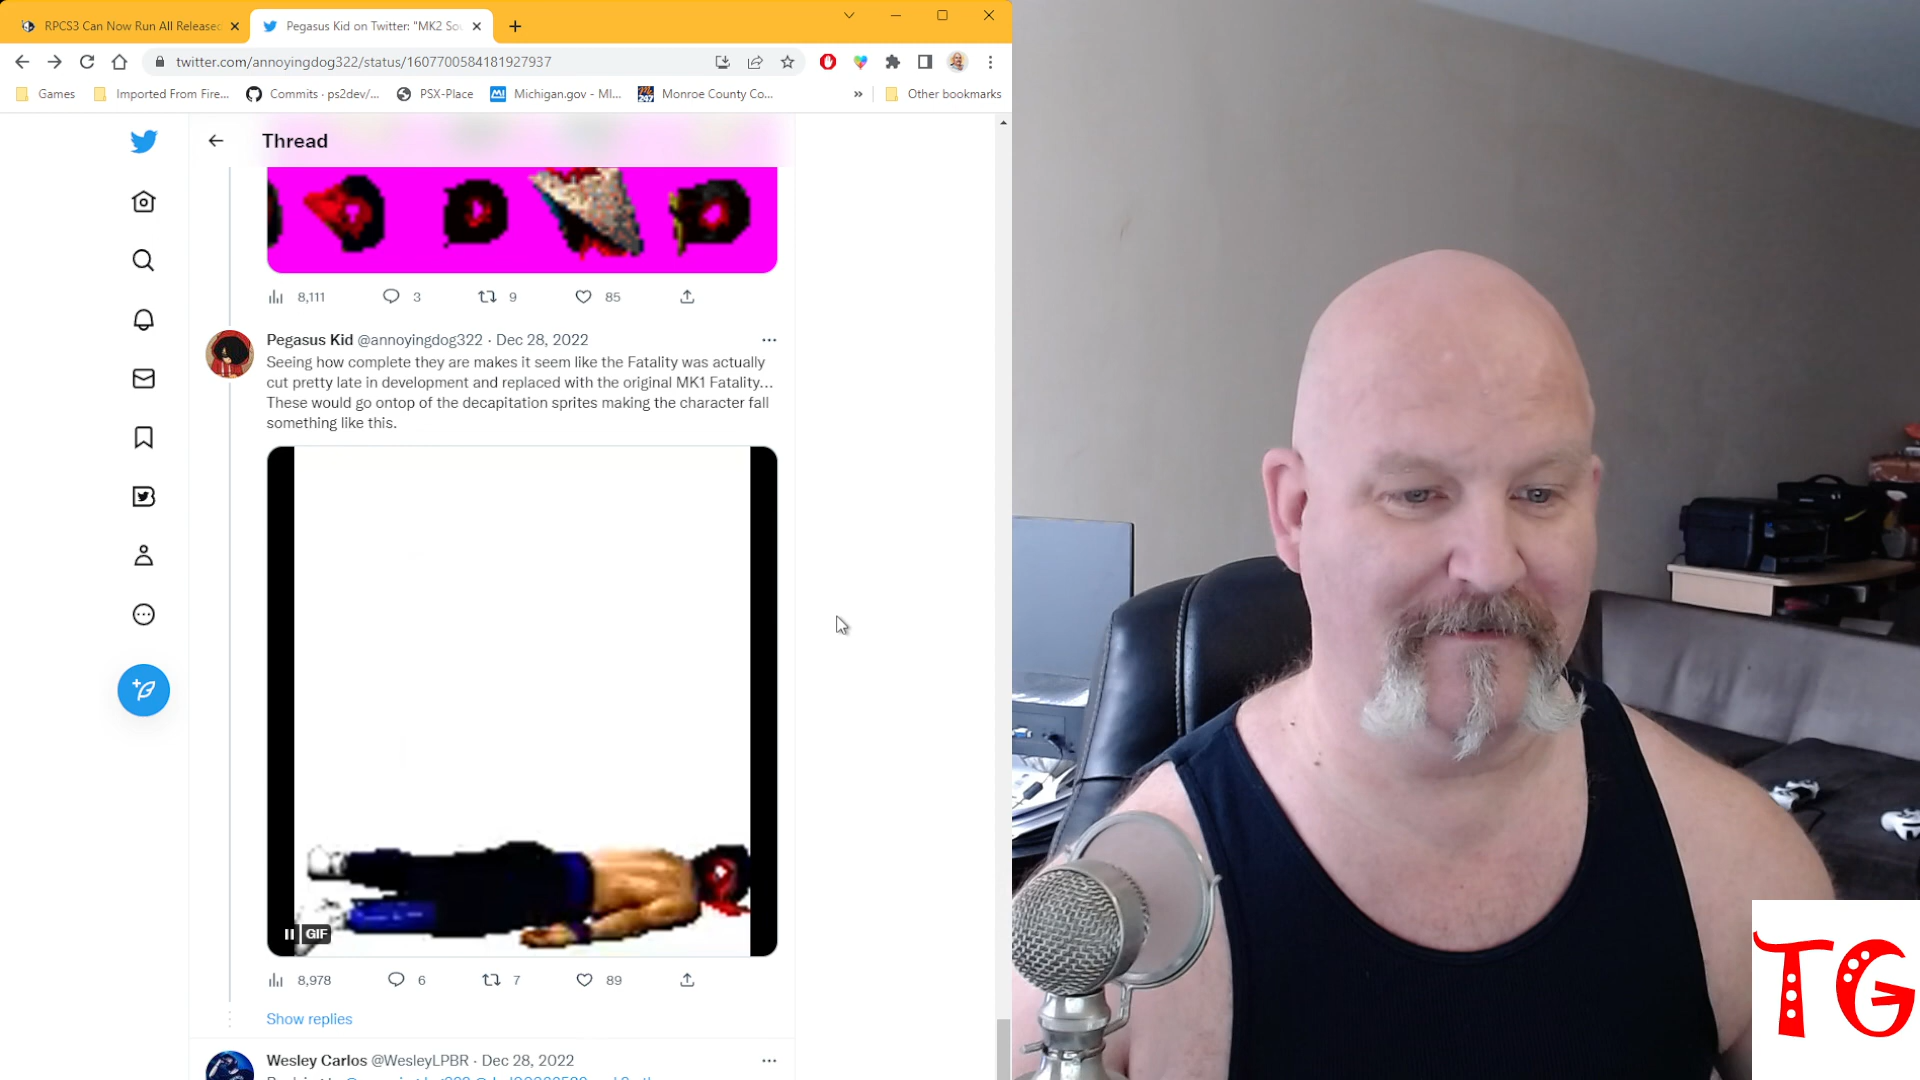 RPCS3 Can Now Run All Released
Pegasus Kid on Twitter: "MK2 Sou
twitter.com/annoyingdog322/status/1607700584181927937
Games
Imported From Fire...
Commits · ps2dev/...
PSX-Place
Michigan.gov - MI...
Monroe County Co...
»
Other bookmarks
Thread
8,111
3
9
85
Pegasus Kid @annoyingdog322 · Dec 28, 2022
Seeing how complete they are makes it seem like the Fatality was actually
cut pretty late in development and replaced with the original MK1 Fatality...
These would go ontop of the decapitation sprites making the character fall
something like this.
GIF
8,978
6
7
89
Show replies
Wesley Carlos @WesleyLPBR · Dec 28, 2022
TG